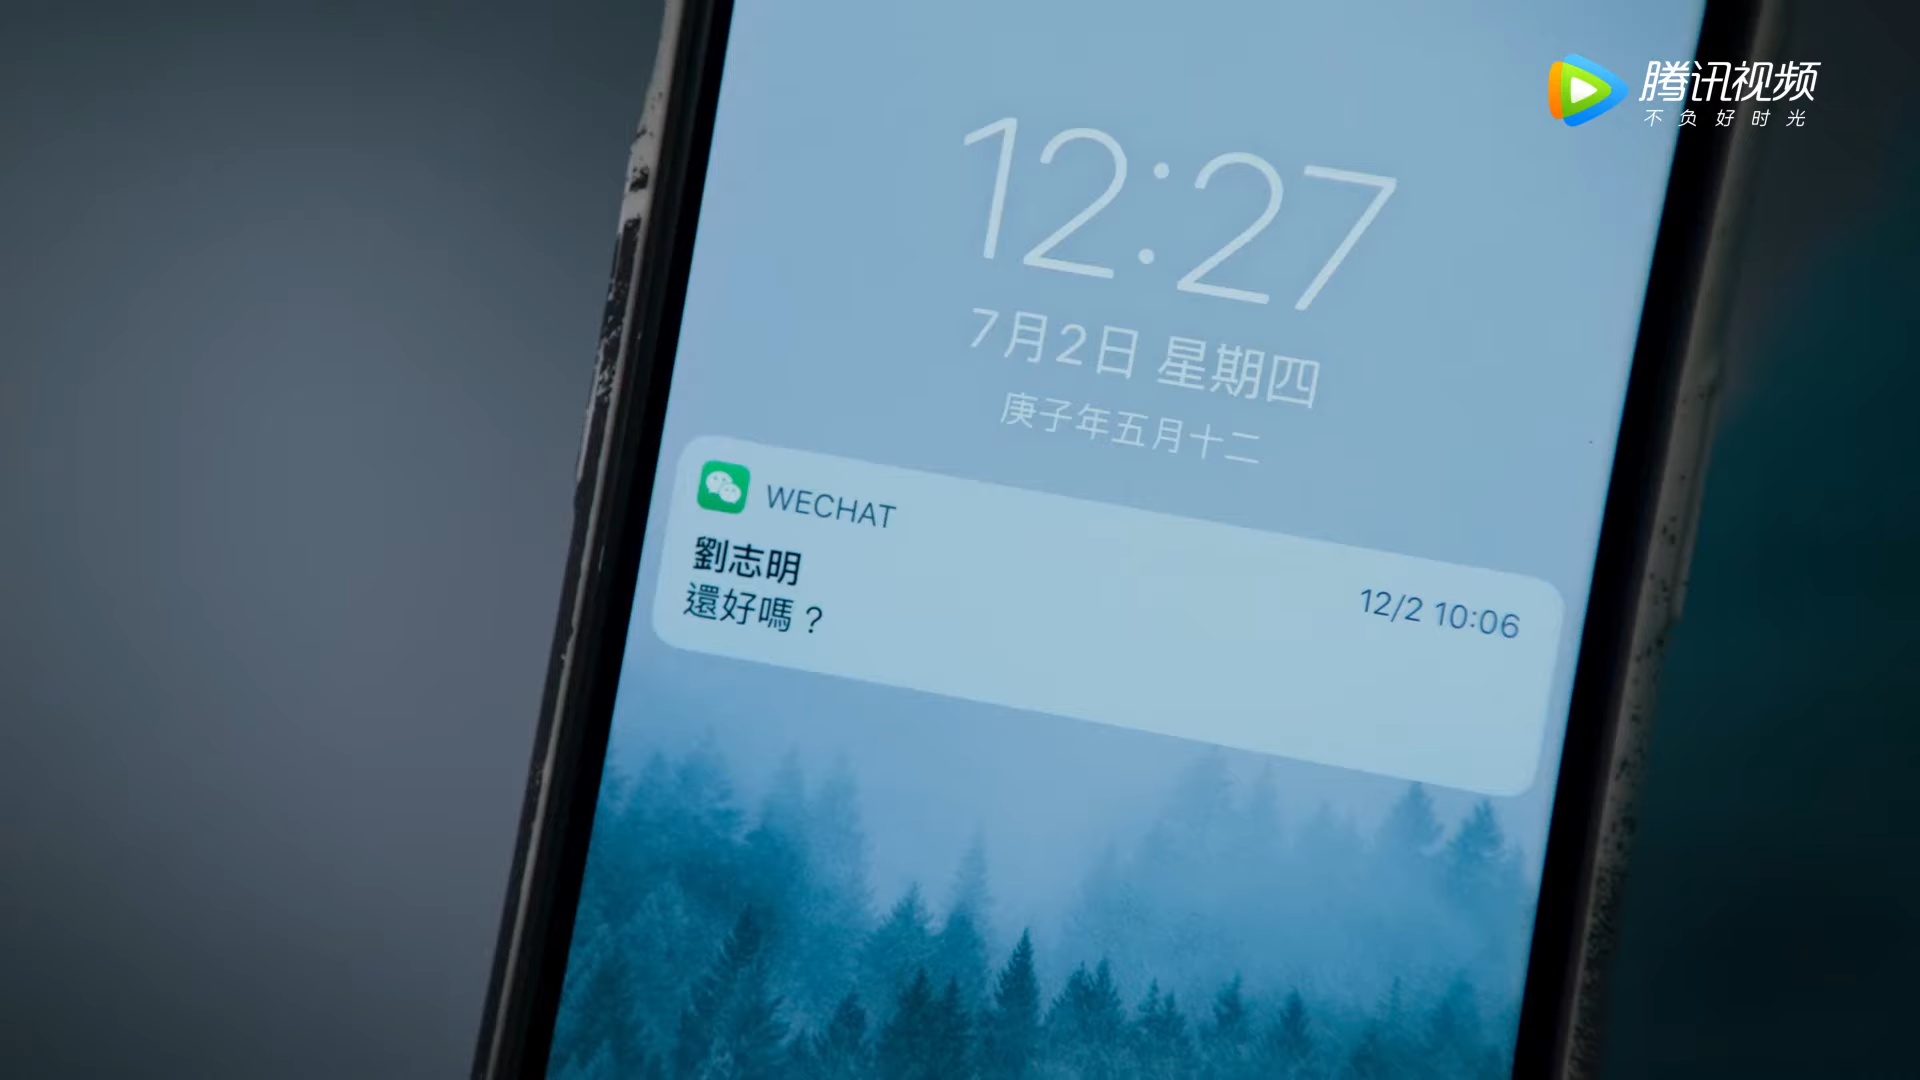 腾讯视频
不负好时光
12:27
7月2日 星期四
庚子年五月十二
WECHAT
劉志明
12/2 10:06
還好嗎？